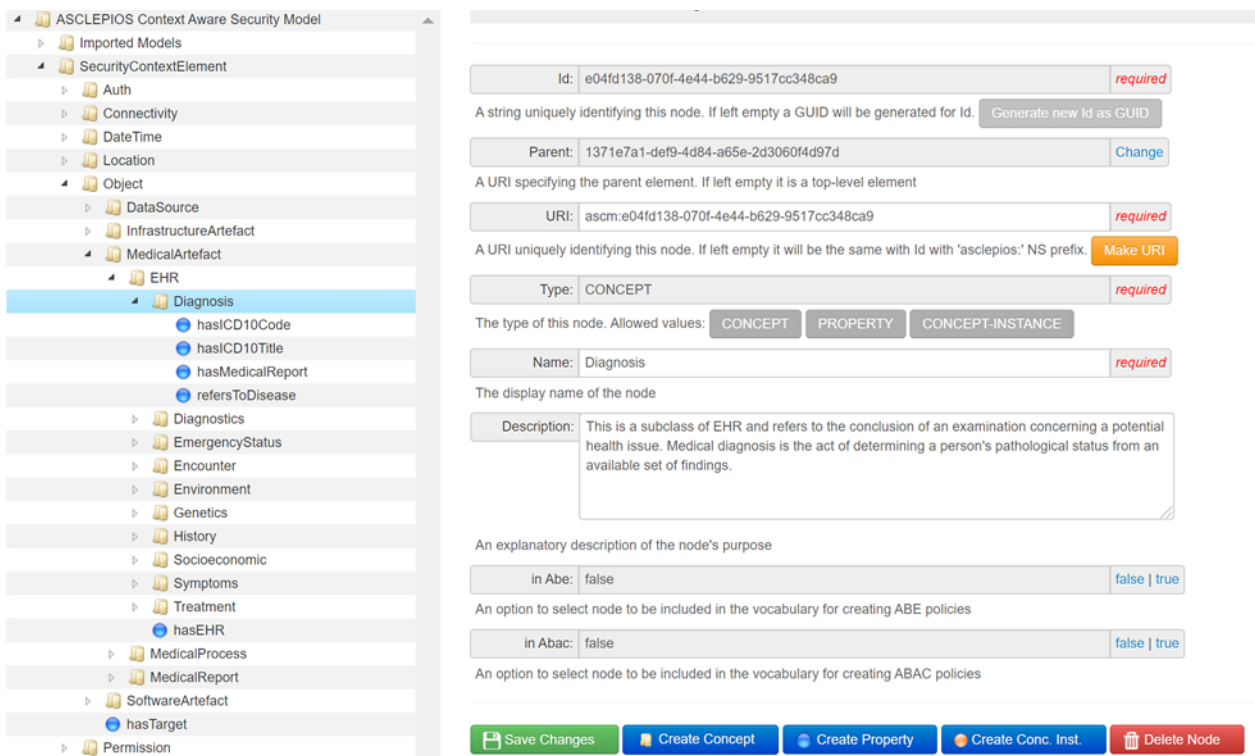 ASCLEPIOS Context Aware Security Model
Imported Models
SecurityContextElement
Auth
Connectivity
DateTime
Location
Object
DataSource
InfrastructureArtefact
MedicalArtefact
EHR
Diagnosis
hasICD10Code
hasICD10Title
hasMedicalReport
refersToDisease
Diagnostics
EmergencyStatus
Encounter
Environment
Genetics
History
Socioeconomic
Symptoms
Treatment
hasEHR
MedicalProcess
MedicalReport
SoftwareArtefact
hasTarget
Permission
Id: e04fd138-070f-4e44-b629-9517cc348ca9 required
A string uniquely identifying this node. If left empty a GUID will be generated for Id. Generate new Id as GUID
Parent: 1371e7a1-def9-4d84-a65e-2d3060f4d97d Change
A URI specifying the parent element. If left empty it is a top-level element
URI: ascm:e04fd138-070f-4e44-b629-9517cc348ca9 required
A URI uniquely identifying this node. If left empty it will be the same with Id with 'asclepios:' NS prefix. Make URI
Type: CONCEPT required
The type of this node. Allowed values: CONCEPT PROPERTY CONCEPT-INSTANCE
Name: Diagnosis required
The display name of the node
Description: This is a subclass of EHR and refers to the conclusion of an examination concerning a potential
health issue. Medical diagnosis is the act of determining a person's pathological status from an
available set of findings.
An explanatory description of the node's purpose
in Abe: false false | true
An option to select node to be included in the vocabulary for creating ABE policies
in Abac: false false | true
An option to select node to be included in the vocabulary for creating ABAC policies
Save Changes Create Concept Create Property Create Conc. Inst. Delete Node